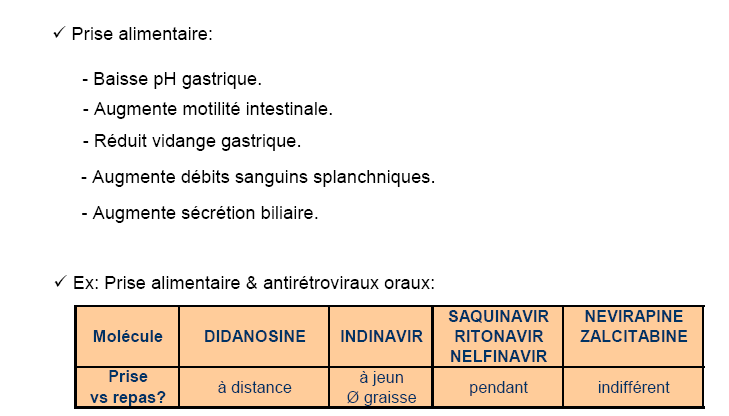 ✓ Prise alimentaire:
- Baisse pH gastrique.
- Augmente motilité intestinale.
- Réduit vidange gastrique.
- Augmente débits sanguins splanchniques.
- Augmente sécrétion biliaire.
✓ Ex: Prise alimentaire & antirétroviraux oraux:
Molécule
DIDANOSINE
INDINAVIR
SAQUINAVIR
RITONAVIR
NELFINAVIR
NEVIRAPINE
ZALCITABINE
Prise
vs repas?
à distance
à jeun
Ø graisse
pendant
indifférent